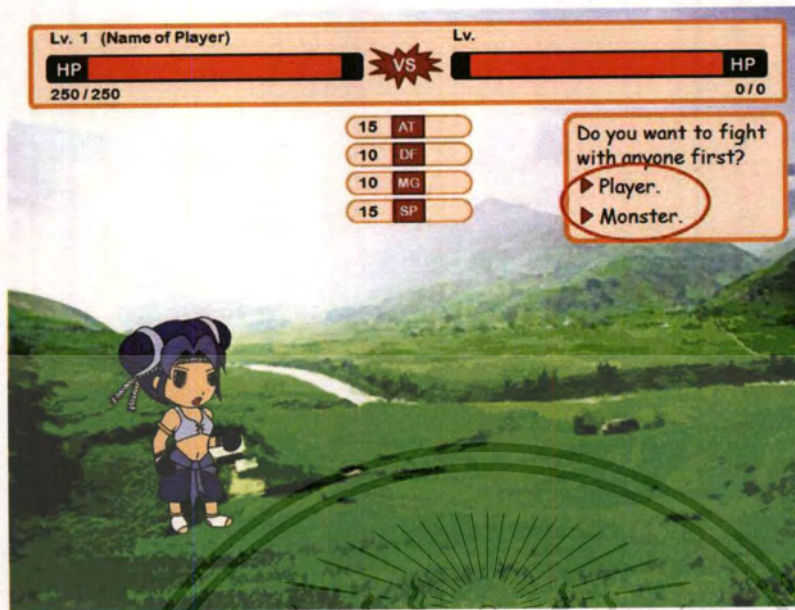 Lv. 1 (Name of Player)
HP
250 / 250
VS
Lv.
HP
0 / 0
15 AT
10 DF
10 MG
15 SP
Do you want to fight
with anyone first?
Player.
Monster.